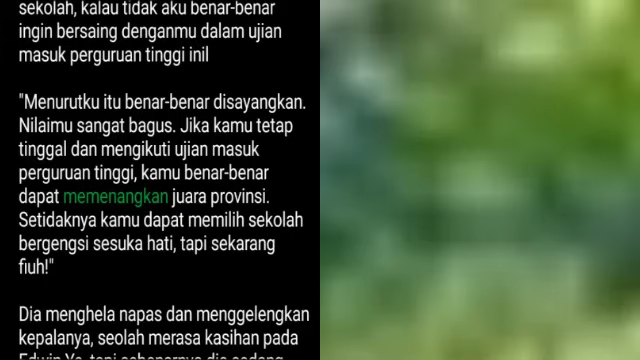 sekolah, kalau tidak aku benar-benar
ingin bersaing denganmu dalam ujian
masuk perguruan tinggi inil
"Menurutku itu benar-benar disayangkan.
Nilaimu sangat bagus. Jika kamu tetap
tinggal dan mengikuti ujian masuk
perguruan tinggi, kamu benar-benar
dapat memenangkan juara provinsi.
Setidaknya kamu dapat memilih sekolah
bergengsi sesuka hati, tapi sekarang
fiuh!"
Dia menghela napas dan menggelengkan
kepalanya, seolah merasa kasihan pada
Edwin Ye, tapi sebenarnya dia sedang